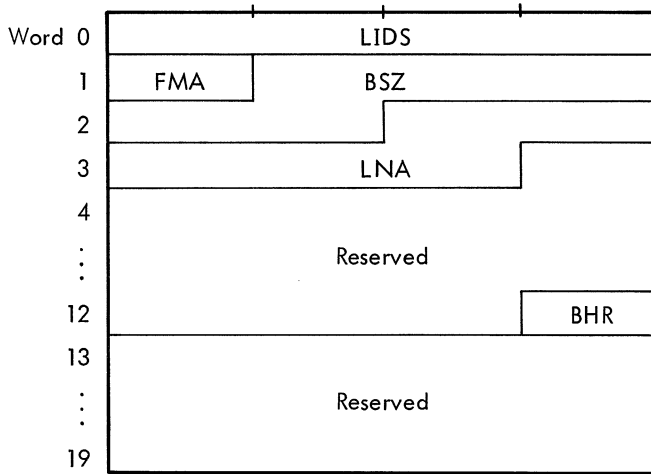 Word 0 LIDS
1 FMA BSZ
2
3 LNA
4
Reserved
12 BHR
13
Reserved
19